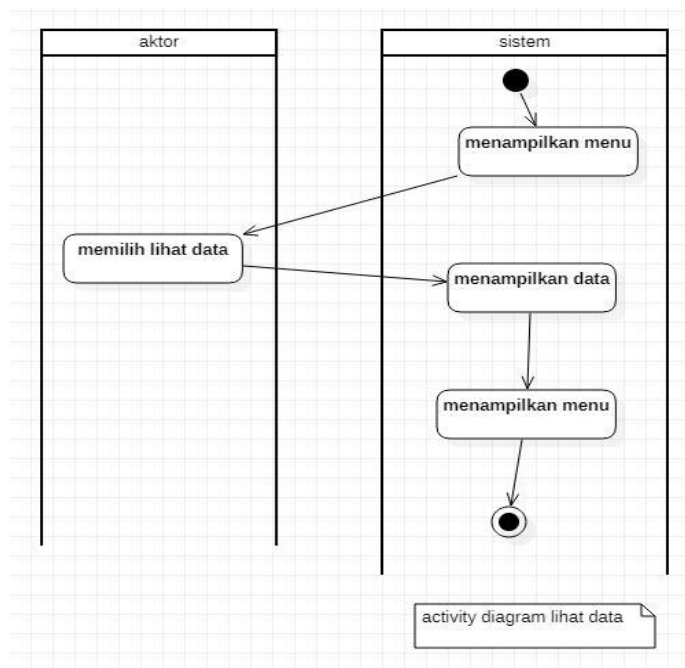 aktor
sistem
menampilkan menu
memilih lihat data
menampilkan data
menampilkan menu
activity diagram lihat data